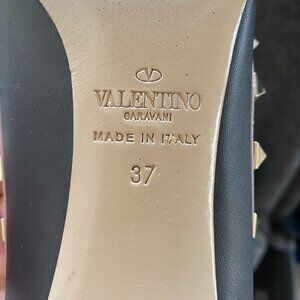 VALENTINO
GARAVANI
MADE IN ITALY
37